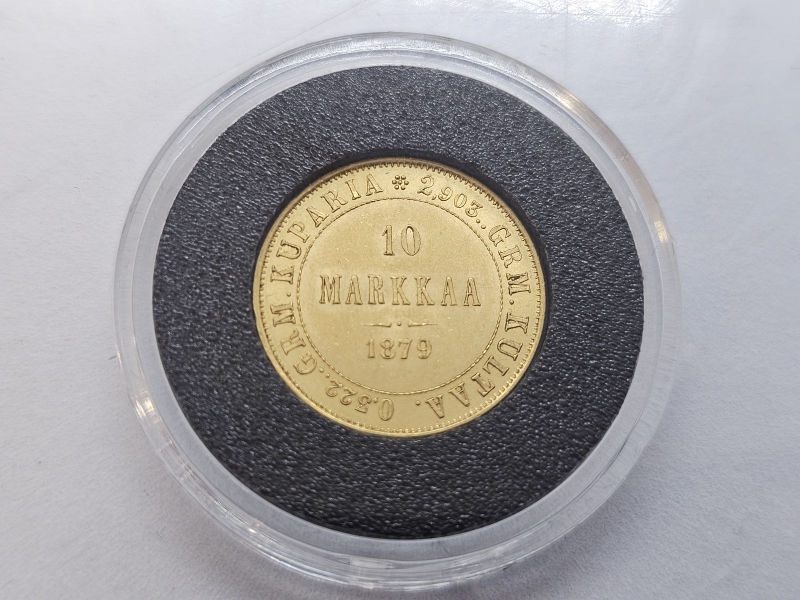 2,903..GRM. KULTAA. 0,322..GRM. KUPARIA
10
MARKKAA
1879